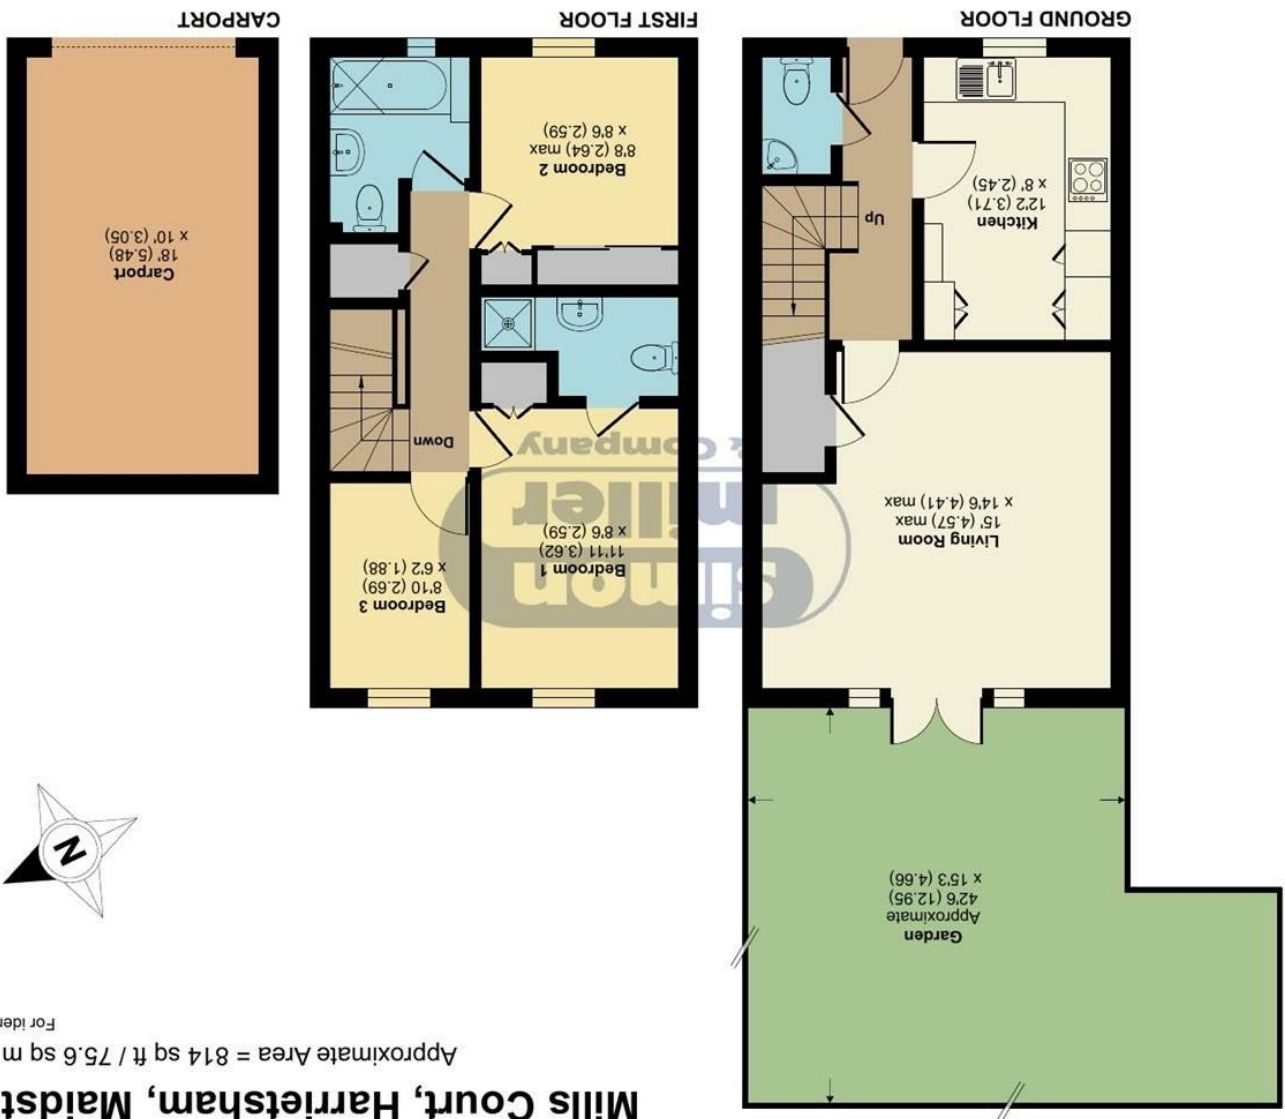 Mills Court, Harrietsham, Maidst
Approximate Area = 814 sq ft / 75.6 sq m
For iden
Garden
Approximate
42'6 (12.95)
x 15'3 (4.66)
N
Living Room
15' (4.57) max
x 14'6 (4.41) max
Kitchen
12'2 (3.71)
x 8' (2.45)
Up
GROUND FLOOR
Bedroom 1
11'11 (3.62)
x 8'6 (2.59)
Bedroom 3
8'10 (2.69)
x 6'2 (1.88)
Down
Bedroom 2
8'8 (2.64) max
x 8'6 (2.59)
FIRST FLOOR
Carport
18' (5.48)
x 10' (3.05)
CARPORT
simon
miller
& Company